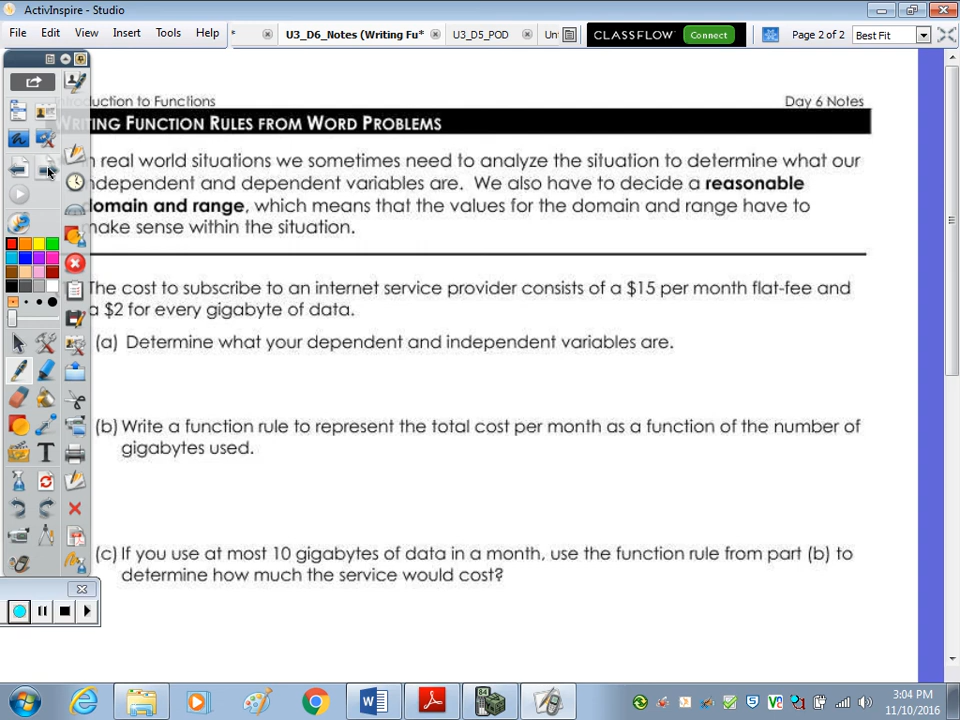 ActivInspire - Studio
File Edit View Insert Tools Help * U3_D6_Notes (Writing Fu* U3_D5_POD Un CLASSFLOW Connect Page 2 of 2 Best Fit
roduction to Functions Day 6 Notes
WRITING FUNCTION RULES FROM WORD PROBLEMS
n real world situations we sometimes need to analyze the situation to determine what our
ndependent and dependent variables are. We also have to decide a reasonable
domain and range, which means that the values for the domain and range have to
make sense within the situation.
The cost to subscribe to an internet service provider consists of a $15 per month flat-fee and
a $2 for every gigabyte of data.
(a) Determine what your dependent and independent variables are.
(b) Write a function rule to represent the total cost per month as a function of the number of
gigabytes used.
(c) If you use at most 10 gigabytes of data in a month, use the function rule from part (b) to
determine how much the service would cost?
3:04 PM
11/10/2016